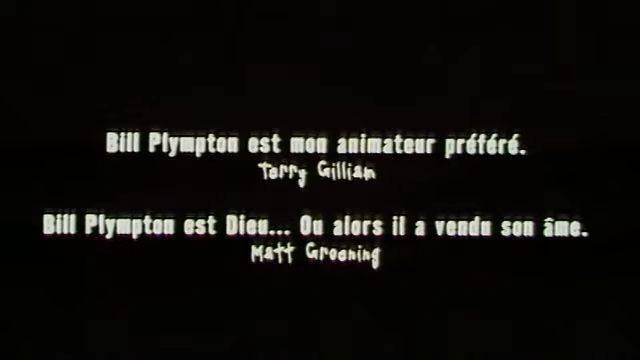 Bill Plympton est mon animateur préféré.
Terry Gilliam
Bill Plympton est Dieu... Ou alors il a vendu son âme.
Matt Groening